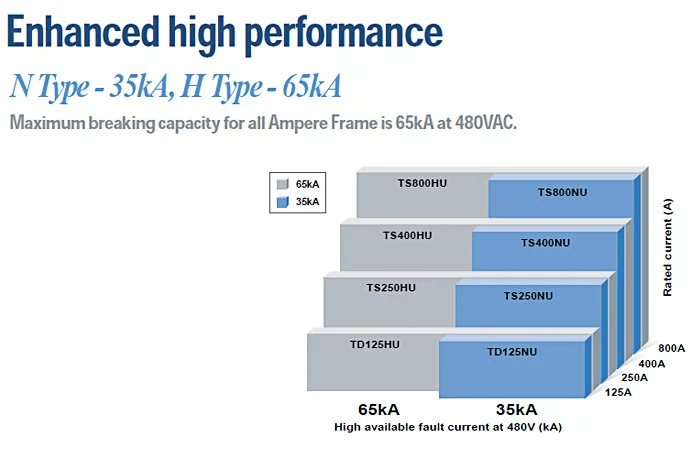 Enhanced high performance
N Type - 35kA, H Type - 65kA
Maximum breaking capacity for all Ampere Frame is 65kA at 480VAC.
65kA
35kA
TS800HU
TS800NU
TS400HU
TS400NU
TS250HU
TS250NU
TD125HU
TD125NU
Rated current (A)
800A
400A
250A
125A
65kA 35kA
High available fault current at 480V (kA)